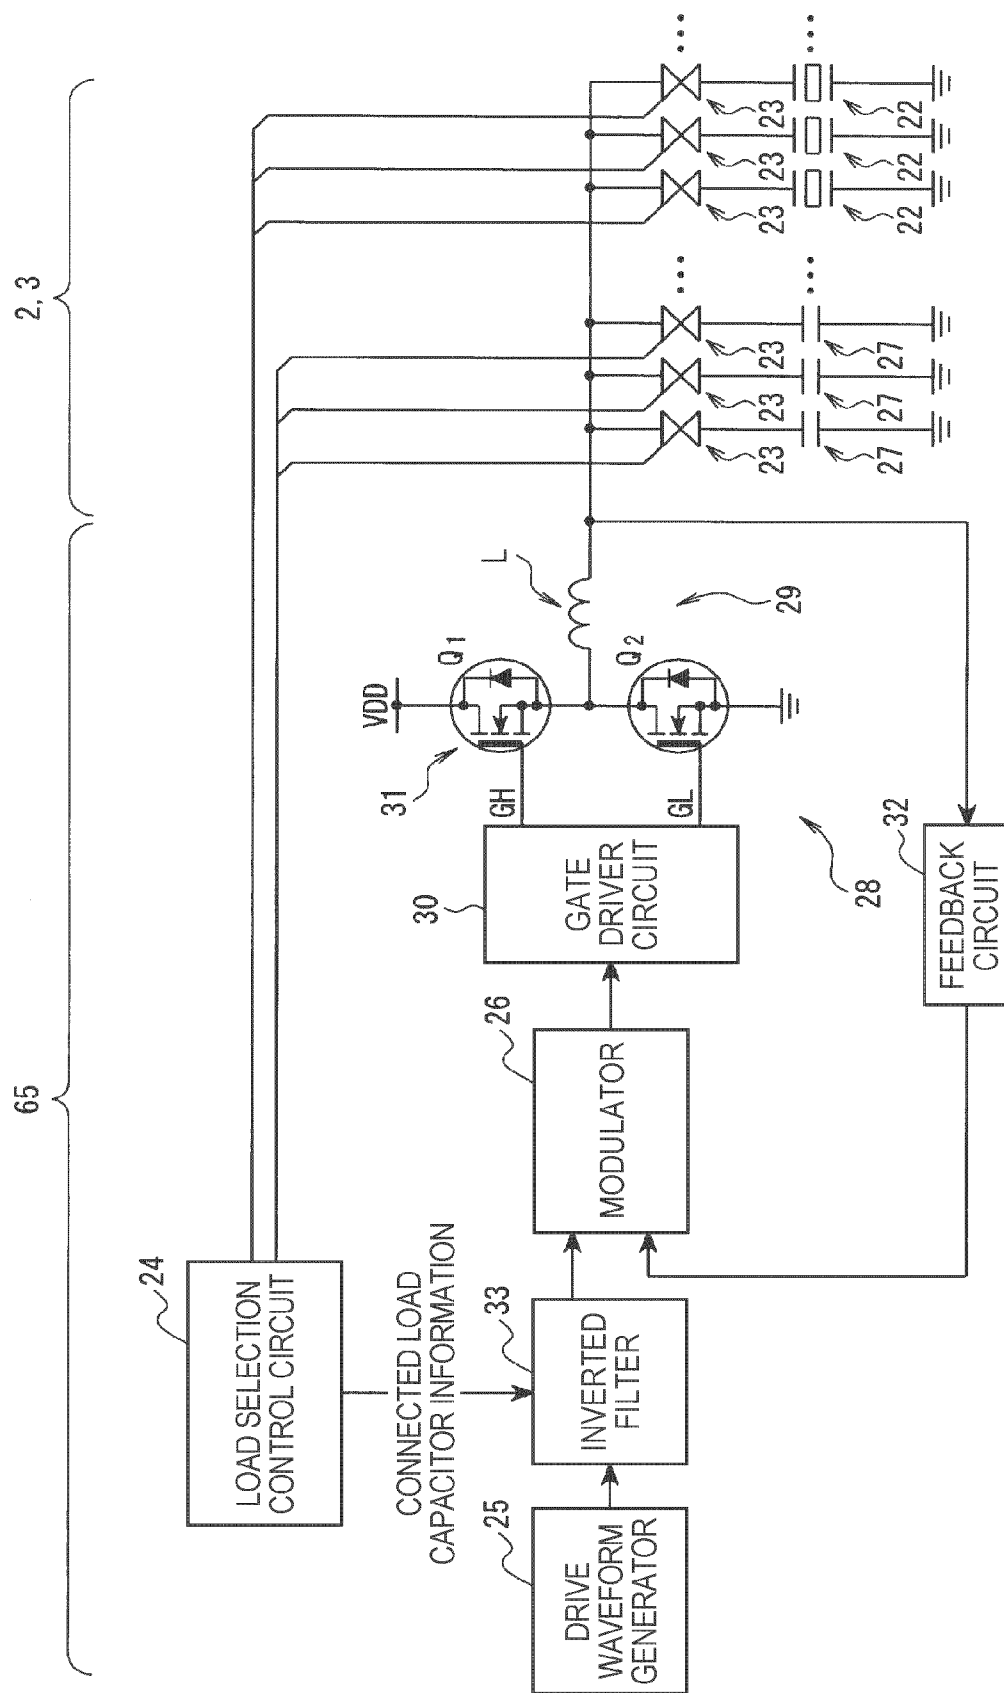 65
2, 3
24
LOAD SELECTION
CONTROL CIRCUIT
CONNECTED LOAD
CAPACITOR INFORMATION
25
DRIVE
WAVEFORM
GENERATOR
33
INVERTED
FILTER
26
MODULATOR
30
GATE
DRIVER
CIRCUIT
GH
GL
31
VDD
Q1
Q2
L
29
28
32
FEEDBACK
CIRCUIT
23
23
23
23
23
23
27
27
27
22
22
22